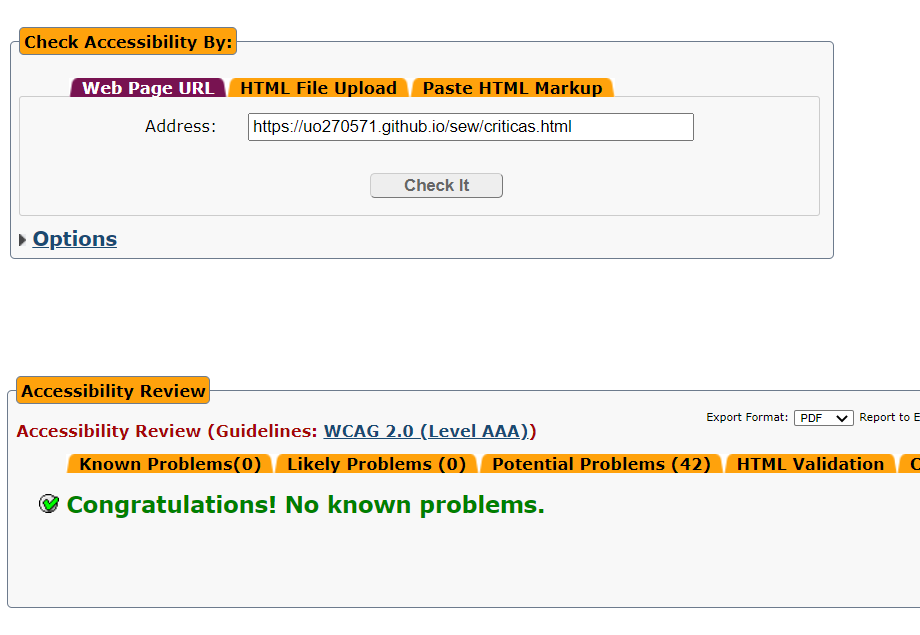 Check Accessibility By:
Web Page URL HTML File Upload Paste HTML Markup
Address: https://uo270571.github.io/sew/criticas.html
Check It
Options
Accessibility Review
Export Format: PDF Report to
Accessibility Review (Guidelines: WCAG 2.0 (Level AAA))
Known Problems(0) Likely Problems (0) Potential Problems (42) HTML Validation
Congratulations! No known problems.